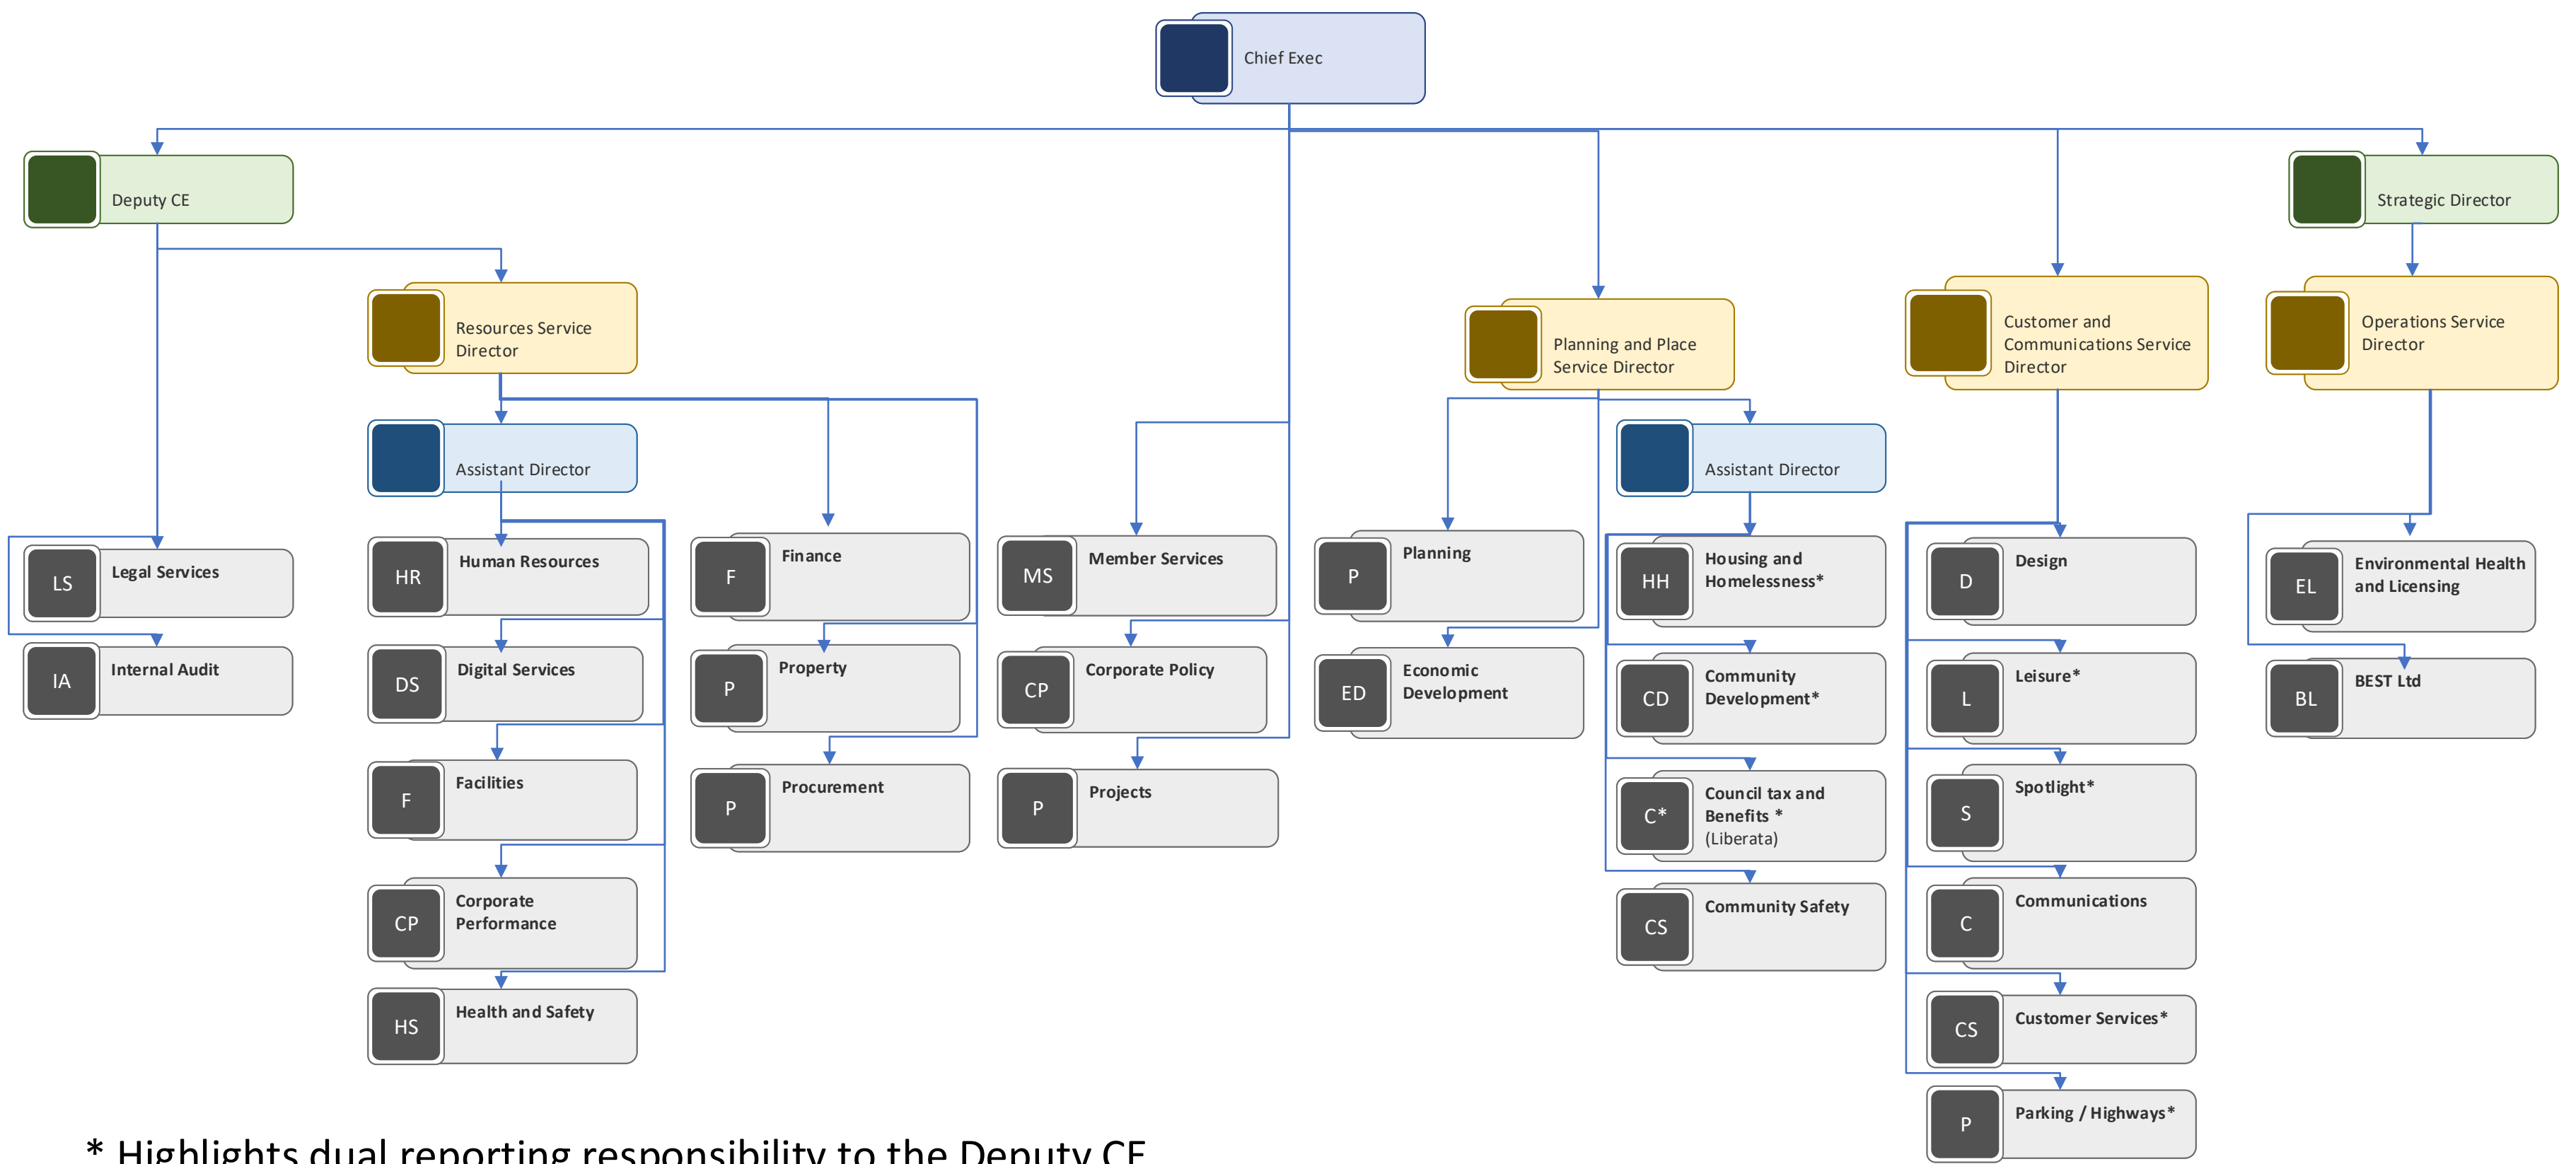 Chief Exec
Deputy CE
Strategic Director
Resources Service
Director
Planning and Place
Service Director
Customer and
Communications Service
Director
Operations Service
Director
Assistant Director
Assistant Director
LS
Legal Services
IA
Internal Audit
HR
Human Resources
DS
Digital Services
F
Facilities
CP
Corporate
Performance
HS
Health and Safety
F
Finance
P
Property
P
Procurement
MS
Member Services
CP
Corporate Policy
P
Projects
P
Planning
ED
Economic
Development
HH
Housing and
Homelessness*
CD
Community
Development*
C*
Council tax and
Benefits *
(Liberata)
CS
Community Safety
D
Design
L
Leisure*
S
Spotlight*
C
Communications
CS
Customer Services*
P
Parking / Highways*
EL
Environmental Health
and Licensing
BL
BEST Ltd
* Highlights dual reporting responsibility to the Deputy CE